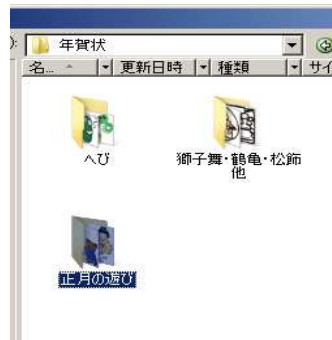 年賀状
名... 更新日時 種類 サイ
へび 獅子舞・鶴亀・松飾
他
正月の遊び